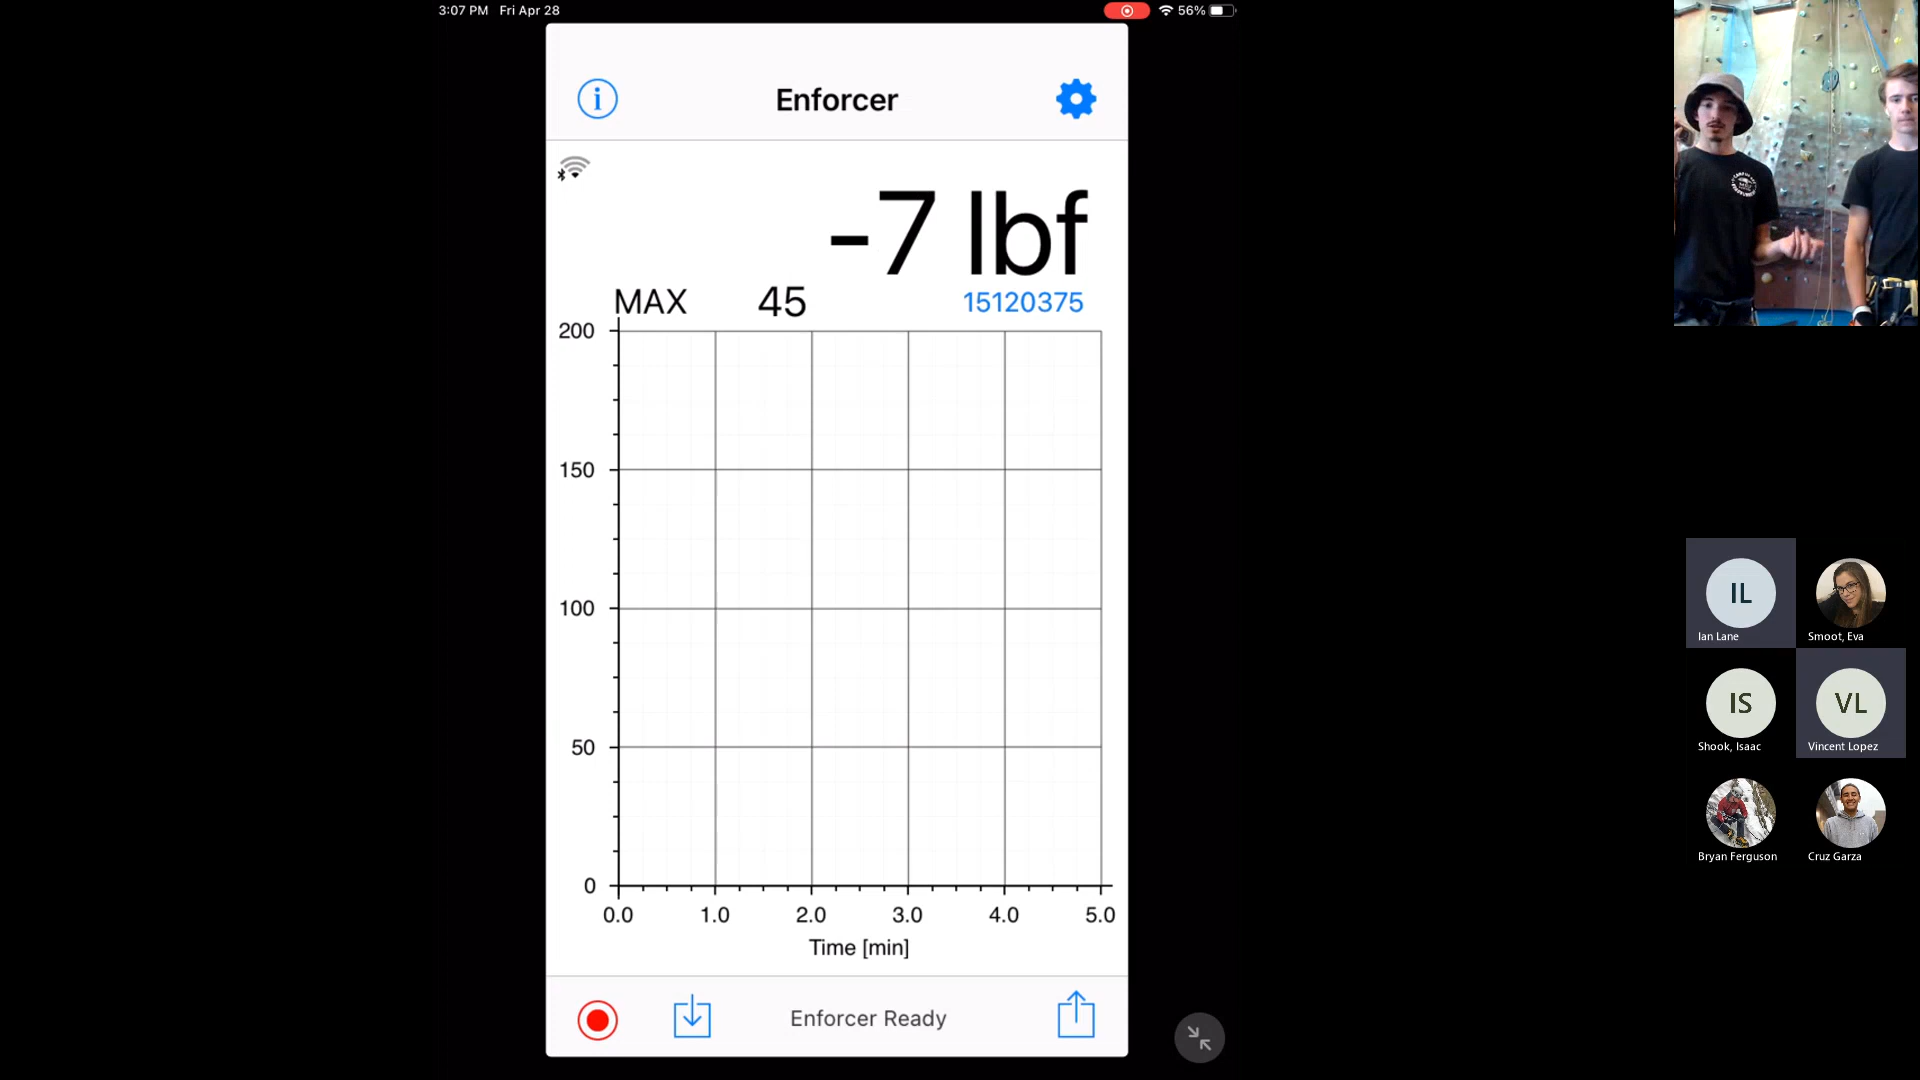 3:07 PM Fri Apr 28
56%
Enforcer
-7 lbf
MAX 45 15120375
200
150
100
50
0
0.0 1.0 2.0 3.0 4.0 5.0
Time [min]
Enforcer Ready
IL
Ian Lane
Smoot, Eva
IS
Shook, Isaac
VL
Vincent Lopez
Bryan Ferguson
Cruz Garza